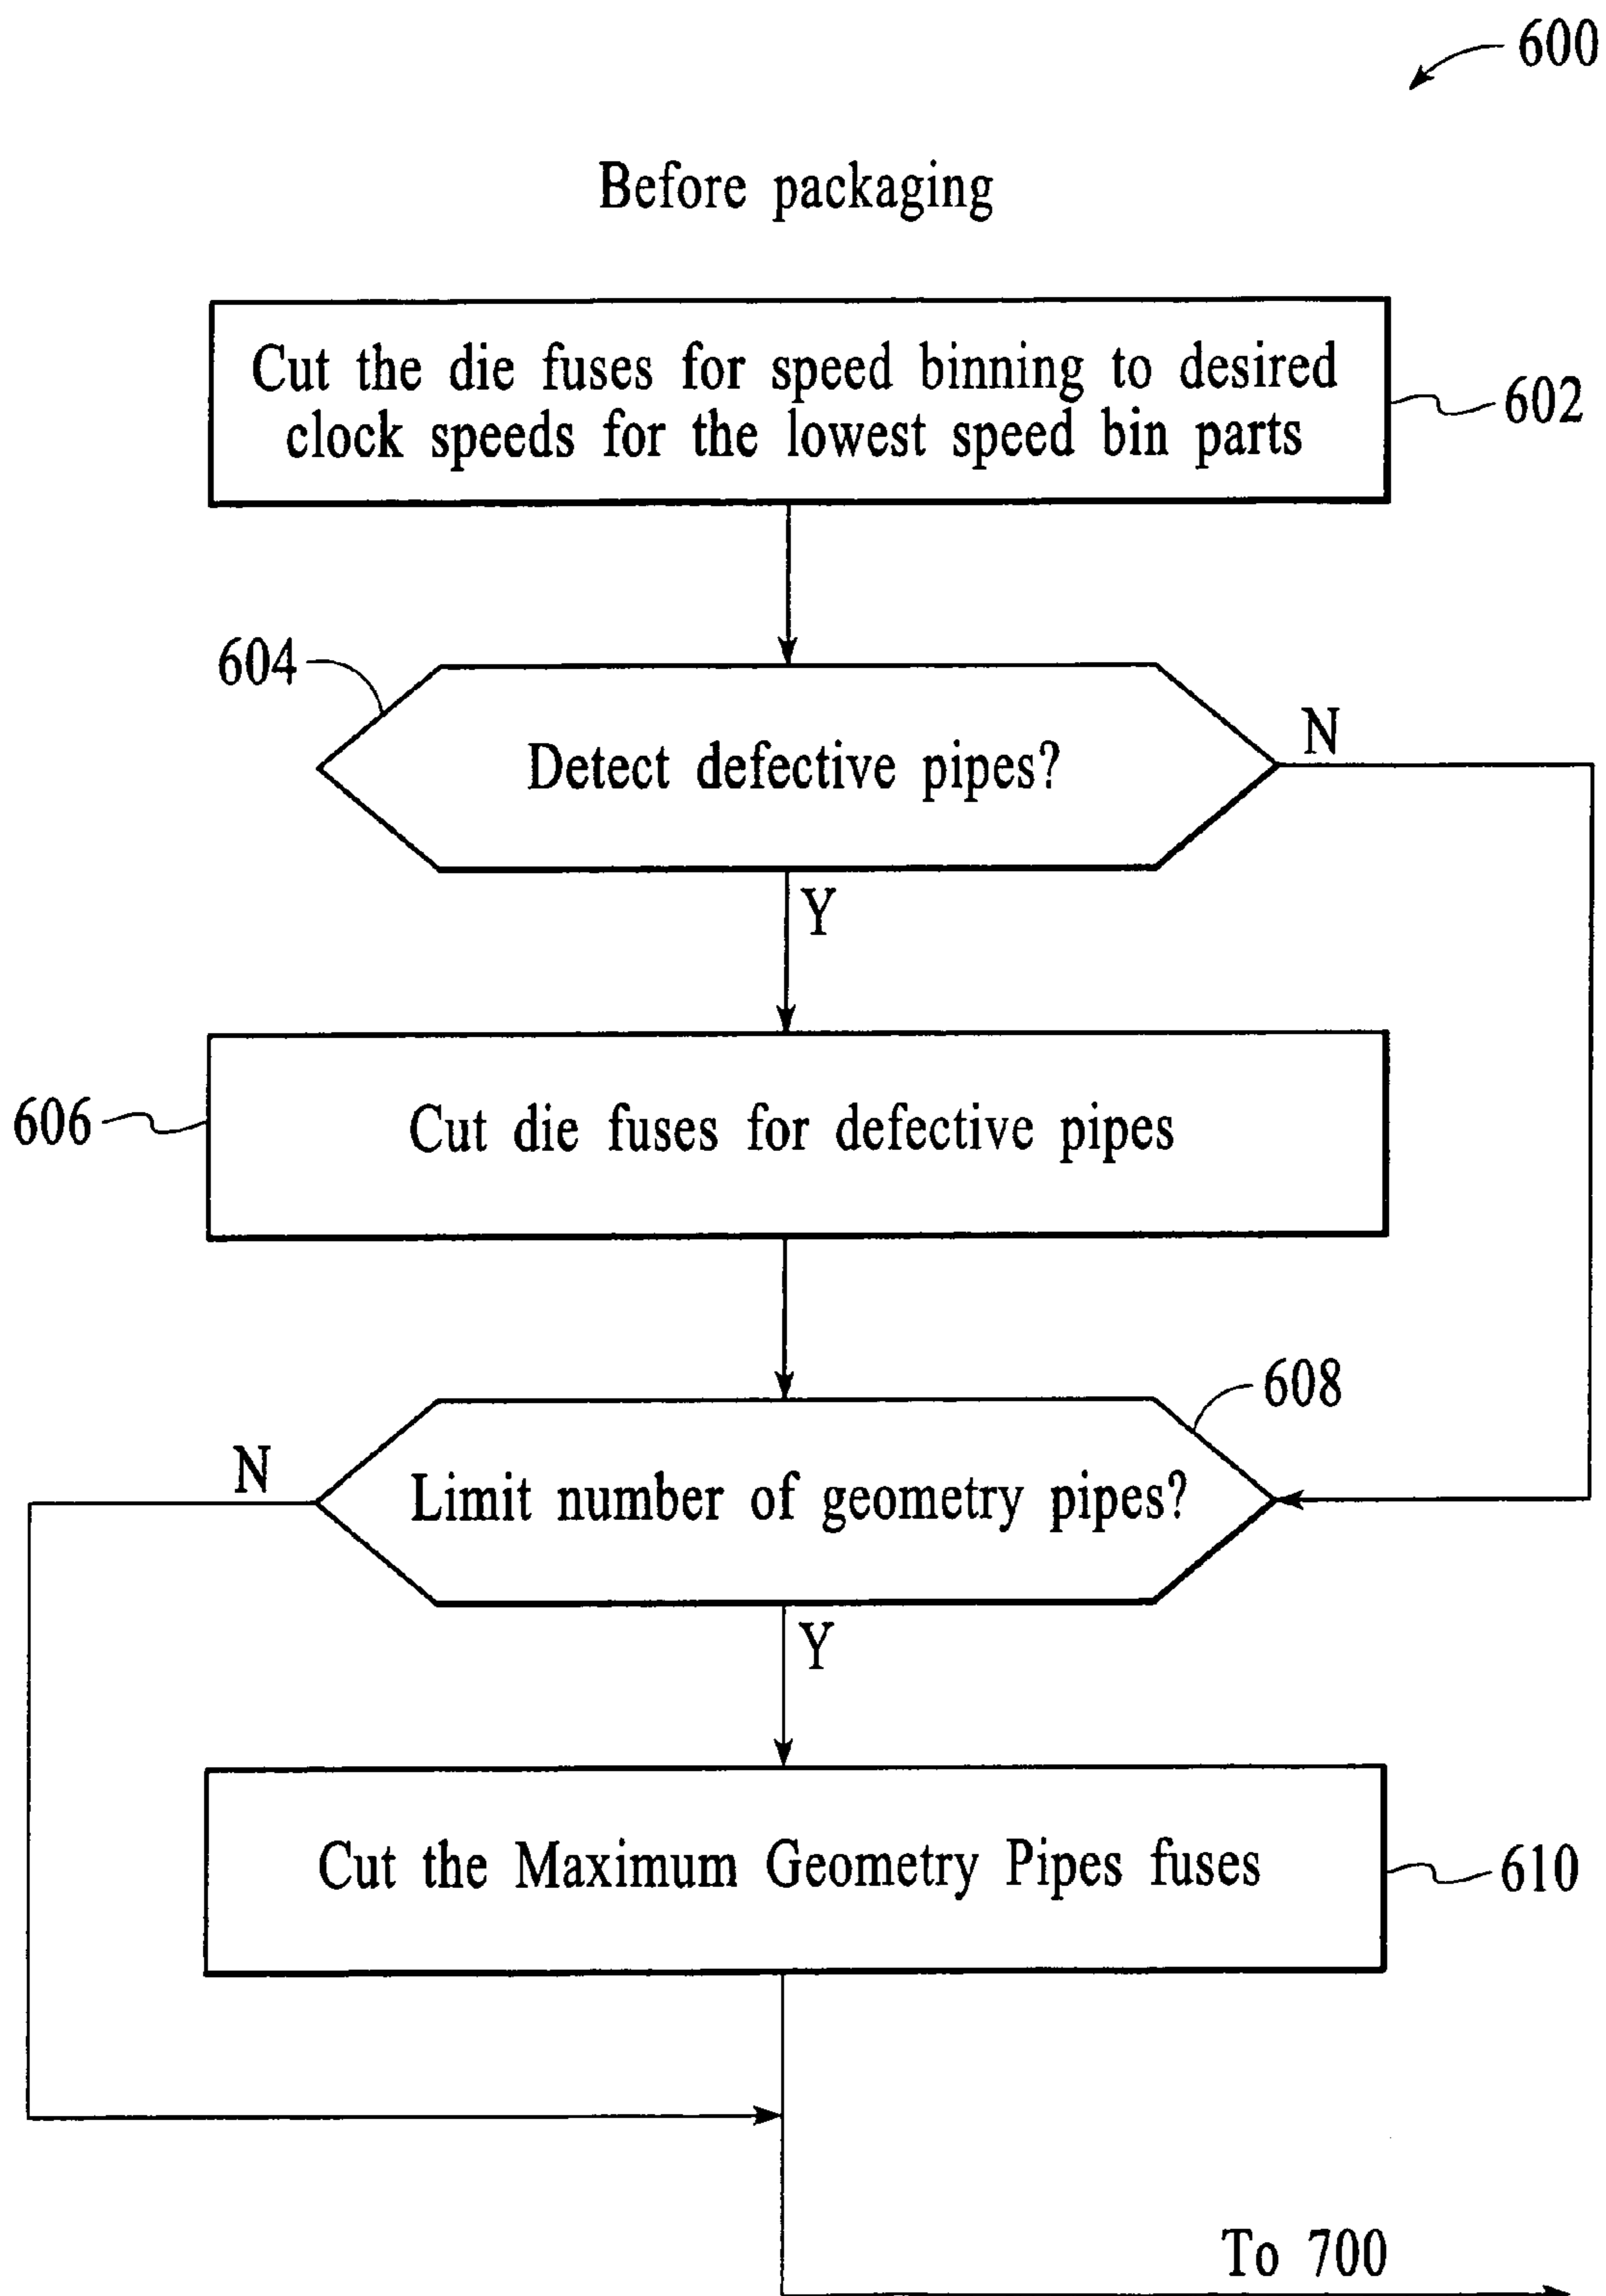 600
Before packaging
Cut the die fuses for speed binning to desired
clock speeds for the lowest speed bin parts
602
604
Detect defective pipes?
N
Y
606
Cut die fuses for defective pipes
608
N
Limit number of geometry pipes?
Y
Cut the Maximum Geometry Pipes fuses
610
To 700